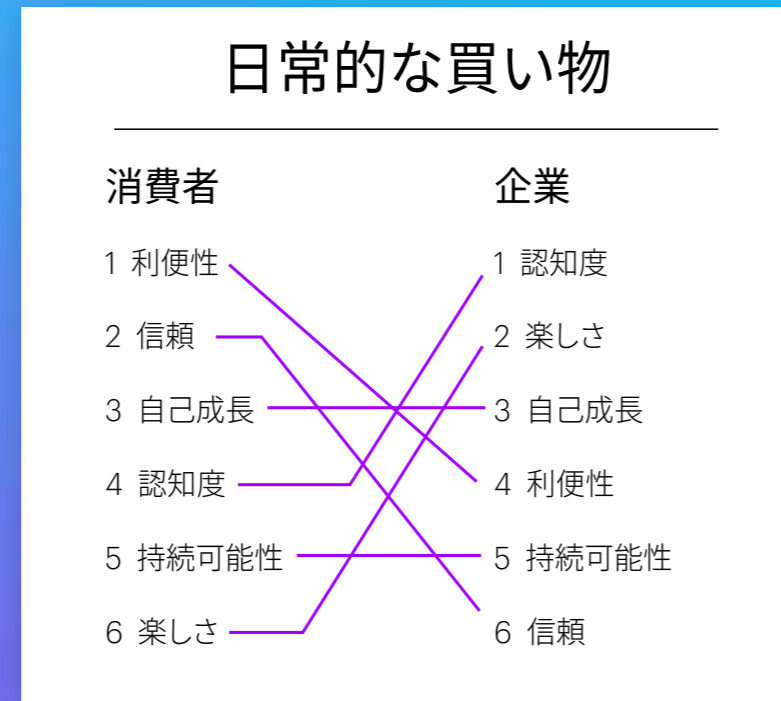 日常的な買い物
消費者
1 利便性
2 信頼
3 自己成長
4 認知度
5 持続可能性
6 楽しさ
企業
1 認知度
2 楽しさ
3 自己成長
4 利便性
5 持続可能性
6 信頼